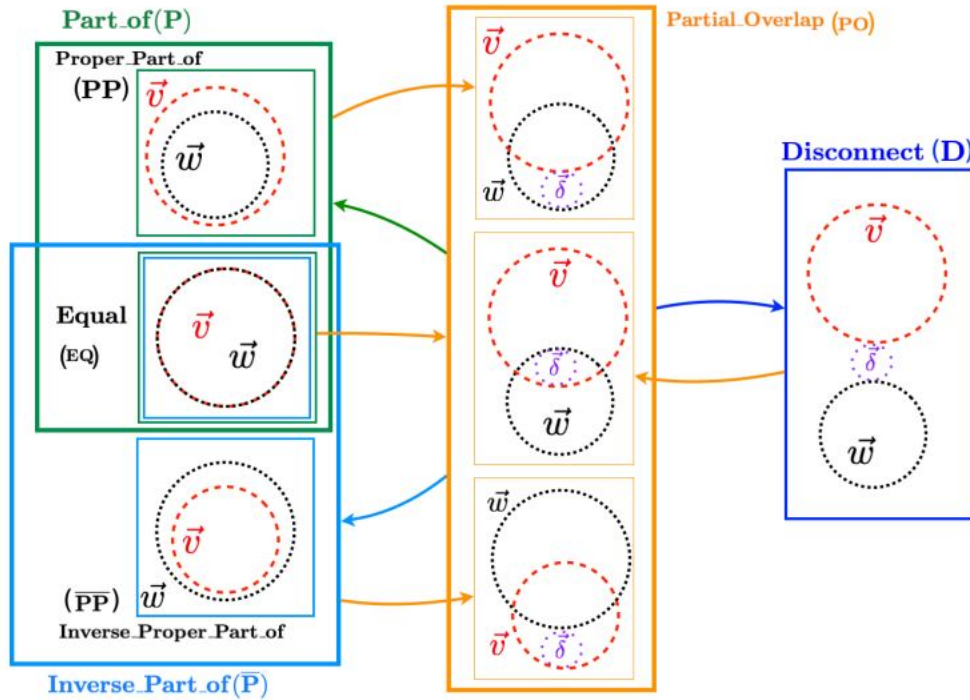 Part_of(P)
Proper_Part_of
(PP)
v⃗
w⃗
Equal
(EQ)
v⃗
w⃗
v⃗
(P̅P̅)
w⃗
Inverse_Proper_Part_of
Inverse_Part_of(P̅)
Partial_Overlap (PO)
v⃗
w⃗
δ⃗
v⃗
δ⃗
w⃗
w⃗
v⃗
δ⃗
Disconnect (D)
v⃗
δ⃗
w⃗